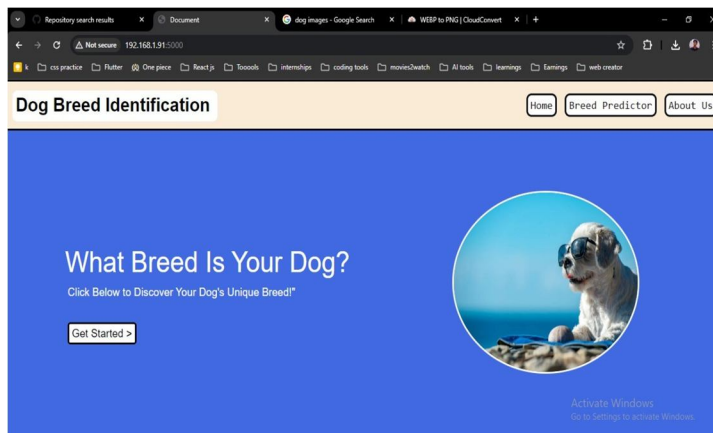 Repository search results
Document
dog images - Google Search
WEBP to PNG | CloudConvert
Not secure 192.168.1.91:5000
k css practice Flutter One piece React js Tooools internships coding tools movies2watch AI tools learnings Earnings web creator
Dog Breed Identification
Home Breed Predictor About Us
What Breed Is Your Dog?
Click Below to Discover Your Dog's Unique Breed!"
Get Started >
Activate Windows
Go to Settings to activate Windows.